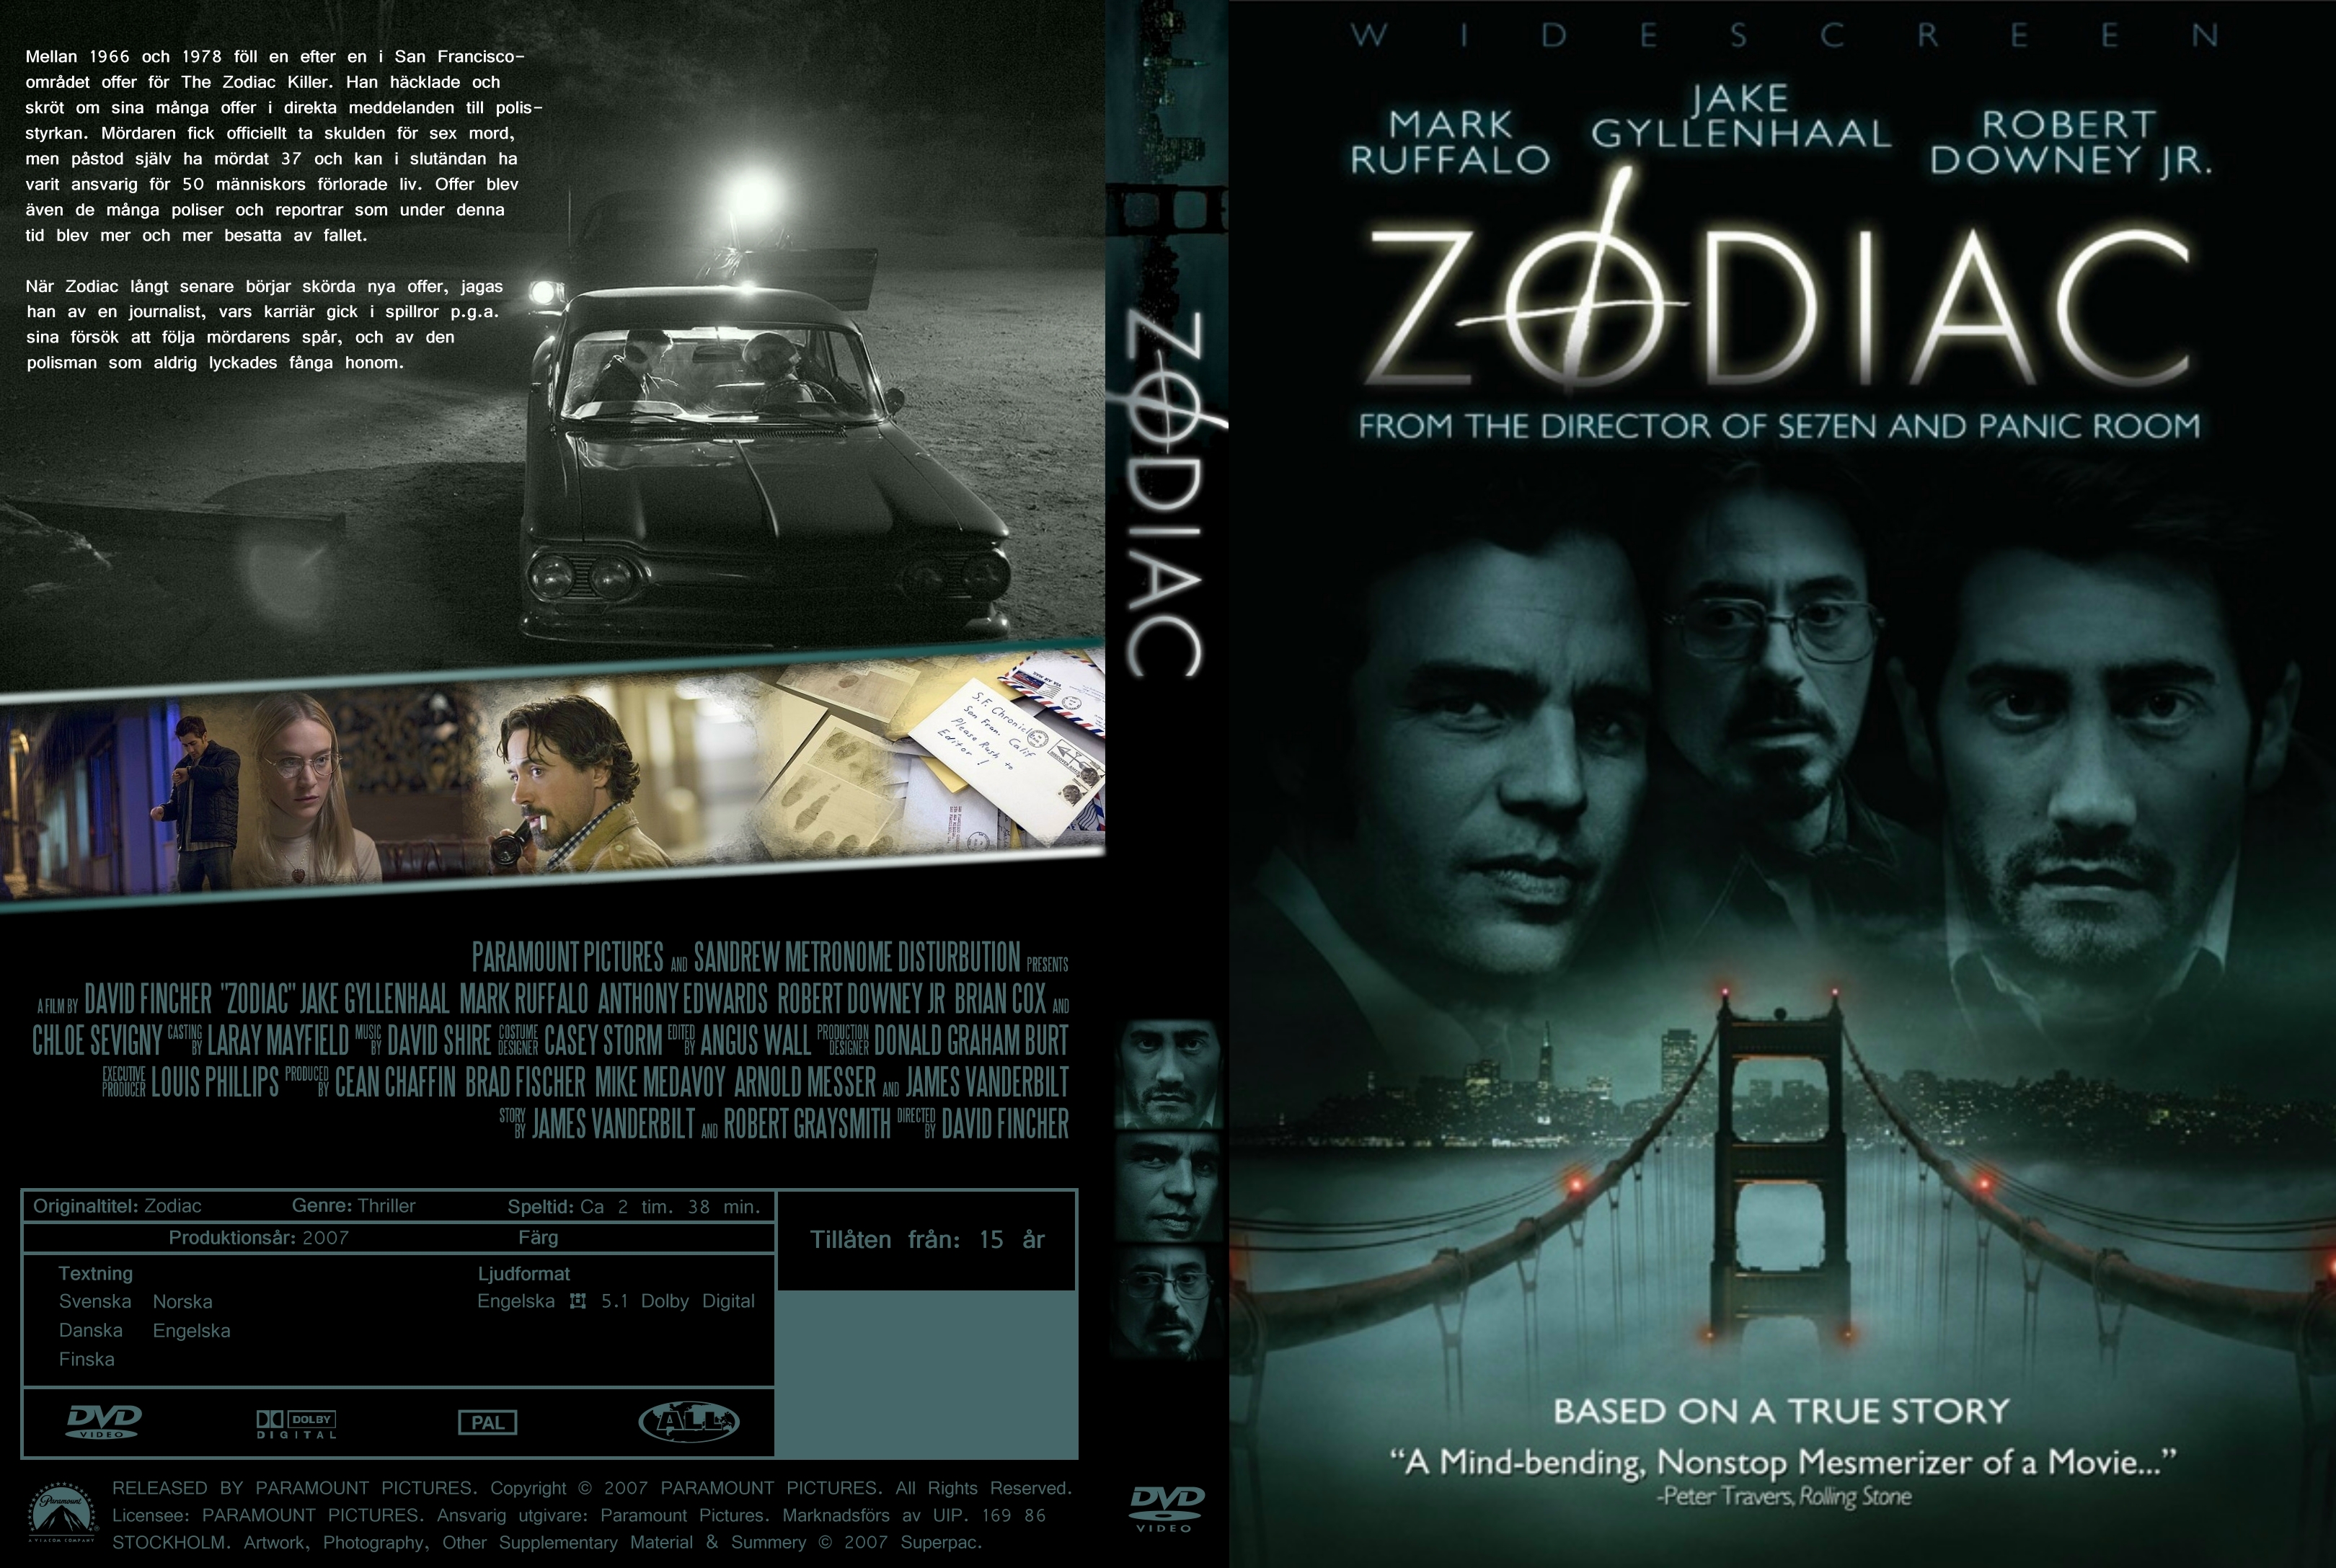 Mellan 1966 och 1978 föll en efter en i San Francisco-
området offer för The Zodiac Killer. Han häcklade och
skröt om sina många offer i direkta meddelanden till polis-
styrkan. Mördaren fick officiellt ta skulden för sex mord,
men påstod själv ha mördat 37 och kan i slutändan ha
varit ansvarig för 50 människors förlorade liv. Offer blev
även de många poliser och reportrar som under denna
tid blev mer och mer besatta av fallet.
När Zodiac långt senare börjar skörda nya offer, jagas
han av en journalist, vars karriär gick i spillror p.g.a.
sina försök att följa mördarens spår, och av den
polisman som aldrig lyckades fånga honom.
S.F. Chronicle
San Fran. Calif
Please Rush to
Editor !
PARAMOUNT PICTURES AND SANDREW METRONOME DISTURBUTION PRESENTS
A FILM BY DAVID FINCHER "ZODIAC" JAKE GYLLENHAAL MARK RUFFALO ANTHONY EDWARDS ROBERT DOWNEY JR BRIAN COX AND
CHLOE SEVIGNY CASTING BY LARAY MAYFIELD MUSIC BY DAVID SHIRE COSTUME DESIGNER CASEY STORM EDITED BY ANGUS WALL PRODUCTION DESIGNER DONALD GRAHAM BURT
EXECUTIVE PRODUCER LOUIS PHILLIPS PRODUCED BY CEAN CHAFFIN BRAD FISCHER MIKE MEDAVOY ARNOLD MESSER AND JAMES VANDERBILT
STORY BY JAMES VANDERBILT AND ROBERT GRAYSMITH DIRECTED BY DAVID FINCHER
Originaltitel: Zodiac Genre: Thriller Speltid: Ca 2 tim. 38 min.
Produktionsår: 2007 Färg
Tillåten från: 15 år
Textning Ljudformat
Svenska Norska Engelska 5.1 Dolby Digital
Danska Engelska
Finska
DVD VIDEO
DOLBY DIGITAL
PAL
ALL
Paramount
A VIACOM COMPANY
RELEASED BY PARAMOUNT PICTURES. Copyright © 2007 PARAMOUNT PICTURES. All Rights Reserved.
Licensee: PARAMOUNT PICTURES. Ansvarig utgivare: Paramount Pictures. Marknadsförs av UIP. 169 86
STOCKHOLM. Artwork, Photography, Other Supplementary Material & Summery © 2007 Superpac.
ZODIAC
DVD
VIDEO
WIDESCREEN
MARK RUFFALO
JAKE GYLLENHAAL
ROBERT DOWNEY JR.
ZODIAC
FROM THE DIRECTOR OF SE7EN AND PANIC ROOM
BASED ON A TRUE STORY
“A Mind-bending, Nonstop Mesmerizer of a Movie...”
-Peter Travers, Rolling Stone